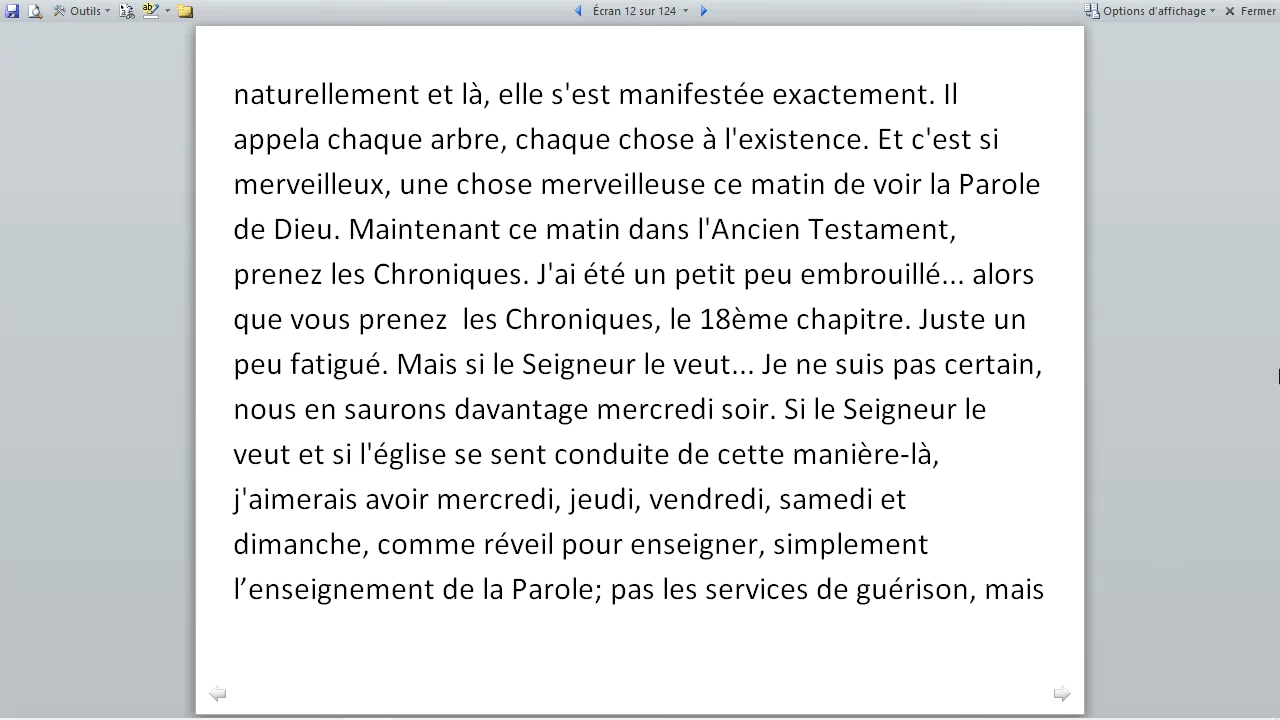 Outils
Écran 12 sur 124
Options d'affichage
Fermer
naturellement et là, elle s'est manifestée exactement. Il
appela chaque arbre, chaque chose à l'existence. Et c'est si
merveilleux, une chose merveilleuse ce matin de voir la Parole
de Dieu. Maintenant ce matin dans l'Ancien Testament,
prenez les Chroniques. J'ai été un petit peu embrouillé... alors
que vous prenez  les Chroniques, le 18ème chapitre. Juste un
peu fatigué. Mais si le Seigneur le veut... Je ne suis pas certain,
nous en saurons davantage mercredi soir. Si le Seigneur le
veut et si l'église se sent conduite de cette manière-là,
j'aimerais avoir mercredi, jeudi, vendredi, samedi et
dimanche, comme réveil pour enseigner, simplement
l’enseignement de la Parole; pas les services de guérison, mais